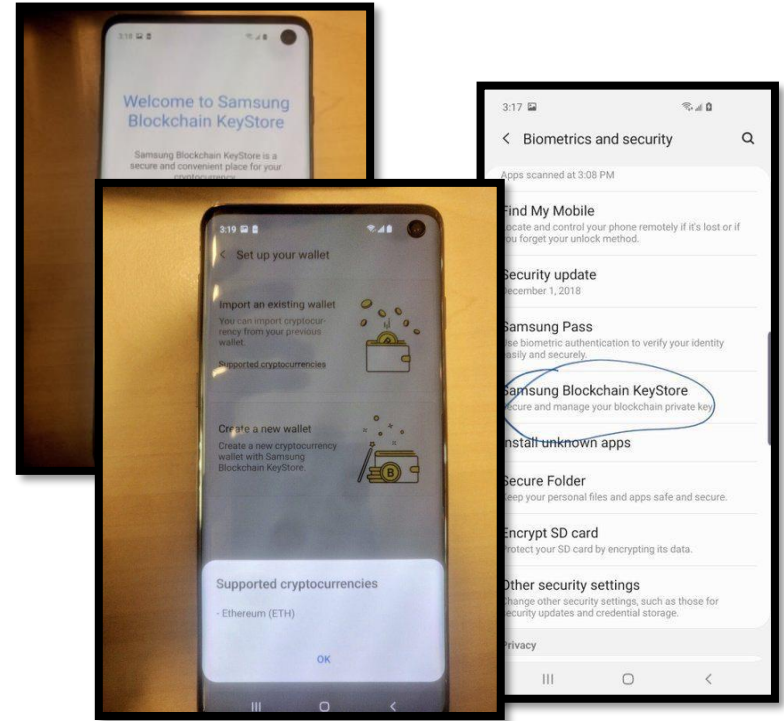 3:18
Welcome to Samsung
Blockchain KeyStore
Samsung Blockchain KeyStore is a
secure and convenient place for your
cryptocurrency
3:19
Set up your wallet
Import an existing wallet
You can import cryptocur-
rency from your previous
wallet.
Supported cryptocurrencies
Create a new wallet
Create a new cryptocurrency
wallet with Samsung
Blockchain KeyStore.
B
Supported cryptocurrencies
- Ethereum (ETH)
OK
3:17
Biometrics and security
Apps scanned at 3:08 PM
Find My Mobile
Locate and control your phone remotely if it's lost or if
you forget your unlock method.
Security update
December 1, 2018
Samsung Pass
Use biometric authentication to verify your identity
easily and securely.
Samsung Blockchain KeyStore
Secure and manage your blockchain private key
Install unknown apps
Secure Folder
Keep your personal files and apps safe and secure.
Encrypt SD card
Protect your SD card by encrypting its data.
Other security settings
Change other security settings, such as those for
security updates and credential storage.
Privacy